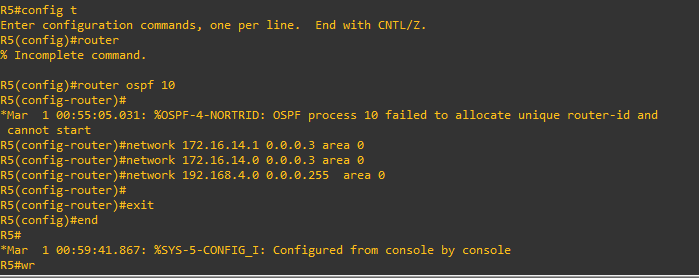 R5#config t
Enter configuration commands, one per line.  End with CNTL/Z.
R5(config)#router
% Incomplete command.

R5(config)#router ospf 10
R5(config-router)#
*Mar  1 00:55:05.031: %OSPF-4-NORTRID: OSPF process 10 failed to allocate unique router-id and
 cannot start
R5(config-router)#network 172.16.14.1 0.0.0.3 area 0
R5(config-router)#network 172.16.14.0 0.0.0.3 area 0
R5(config-router)#network 192.168.4.0 0.0.0.255  area 0
R5(config-router)#
R5(config-router)#exit
R5(config)#end
R5#
*Mar  1 00:59:41.867: %SYS-5-CONFIG_I: Configured from console by console
R5#wr